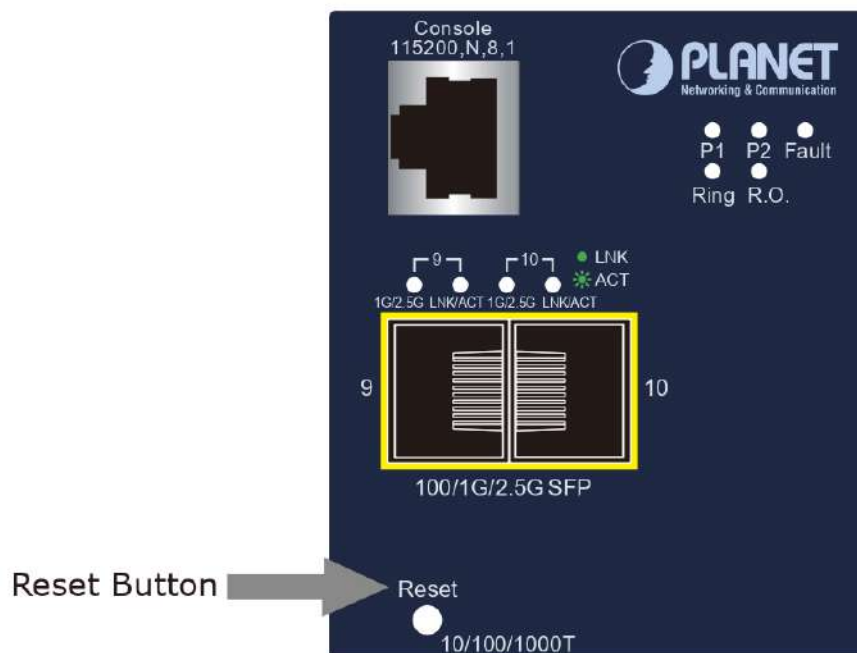 Console
115200,N,8,1
PLANET
Networking & Communication
P1 P2 Fault
Ring R.O.
9 10 LNK
ACT
1G/2.5G LNK/ACT 1G/2.5G LNK/ACT
9 10
100/1G/2.5G SFP
Reset Button
Reset
10/100/1000T